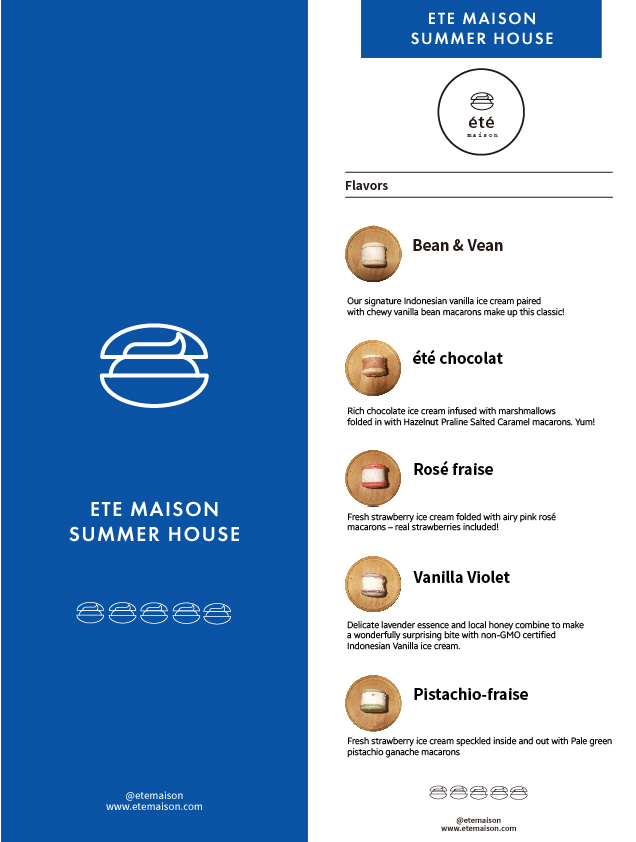 ETE MAISON
SUMMER HOUSE
@etemaison
www.etemaison.com
ETE MAISON
SUMMER HOUSE
été
maison
Flavors
Bean & Vean
Our signature Indonesian vanilla ice cream paired
with chewy vanilla bean macarons make up this classic!
été chocolat
Rich chocolate ice cream infused with marshmallows
folded in with Hazelnut Praline Salted Caramel macarons. Yum!
Rosé fraise
Fresh strawberry ice cream folded with airy pink rosé
macarons – real strawberries included!
Vanilla Violet
Delicate lavender essence and local honey combine to make
a wonderfully surprising bite with non-GMO certified
Indonesian Vanilla ice cream.
Pistachio-fraise
Fresh strawberry ice cream speckled inside and out with Pale green
pistachio ganache macarons
@etemaison
www.etemaison.com